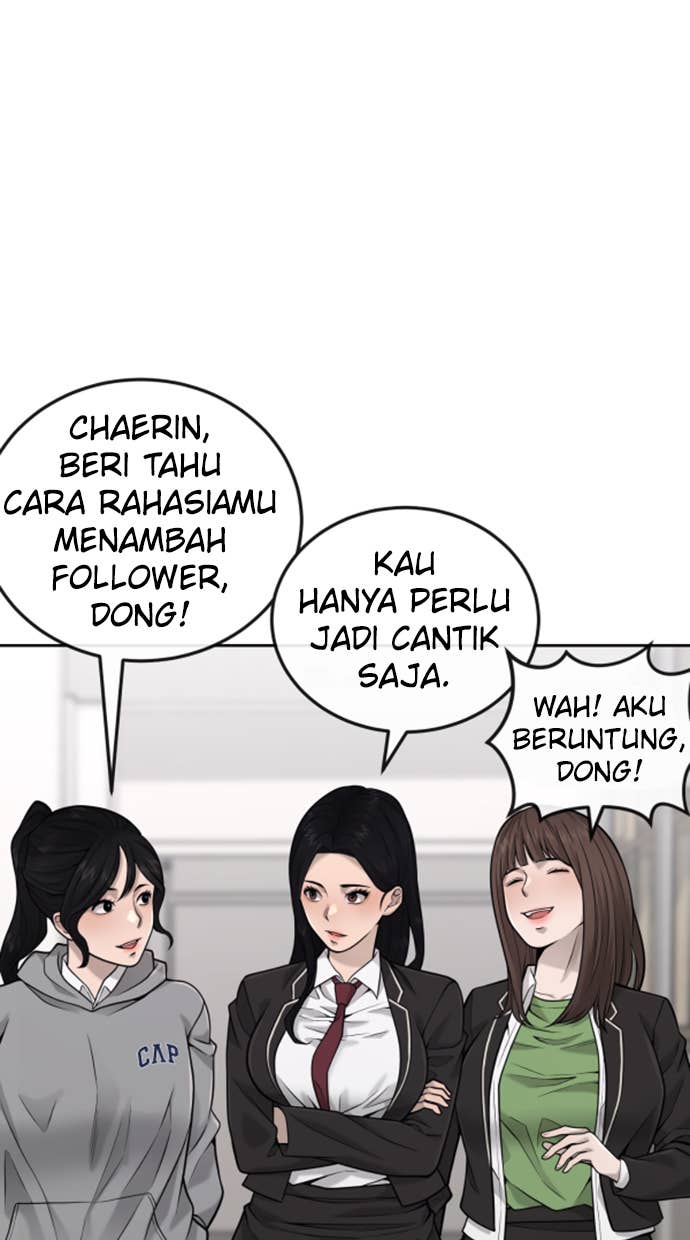 CHAERIN,
BERI TAHU
CARA RAHASIAMU
MENAMBAH
FOLLOWER,
DONG!
KAU
HANYA PERLU
JADI CANTIK
SAJA.
WAH! AKU
BERUNTUNG,
DONG!
CAP